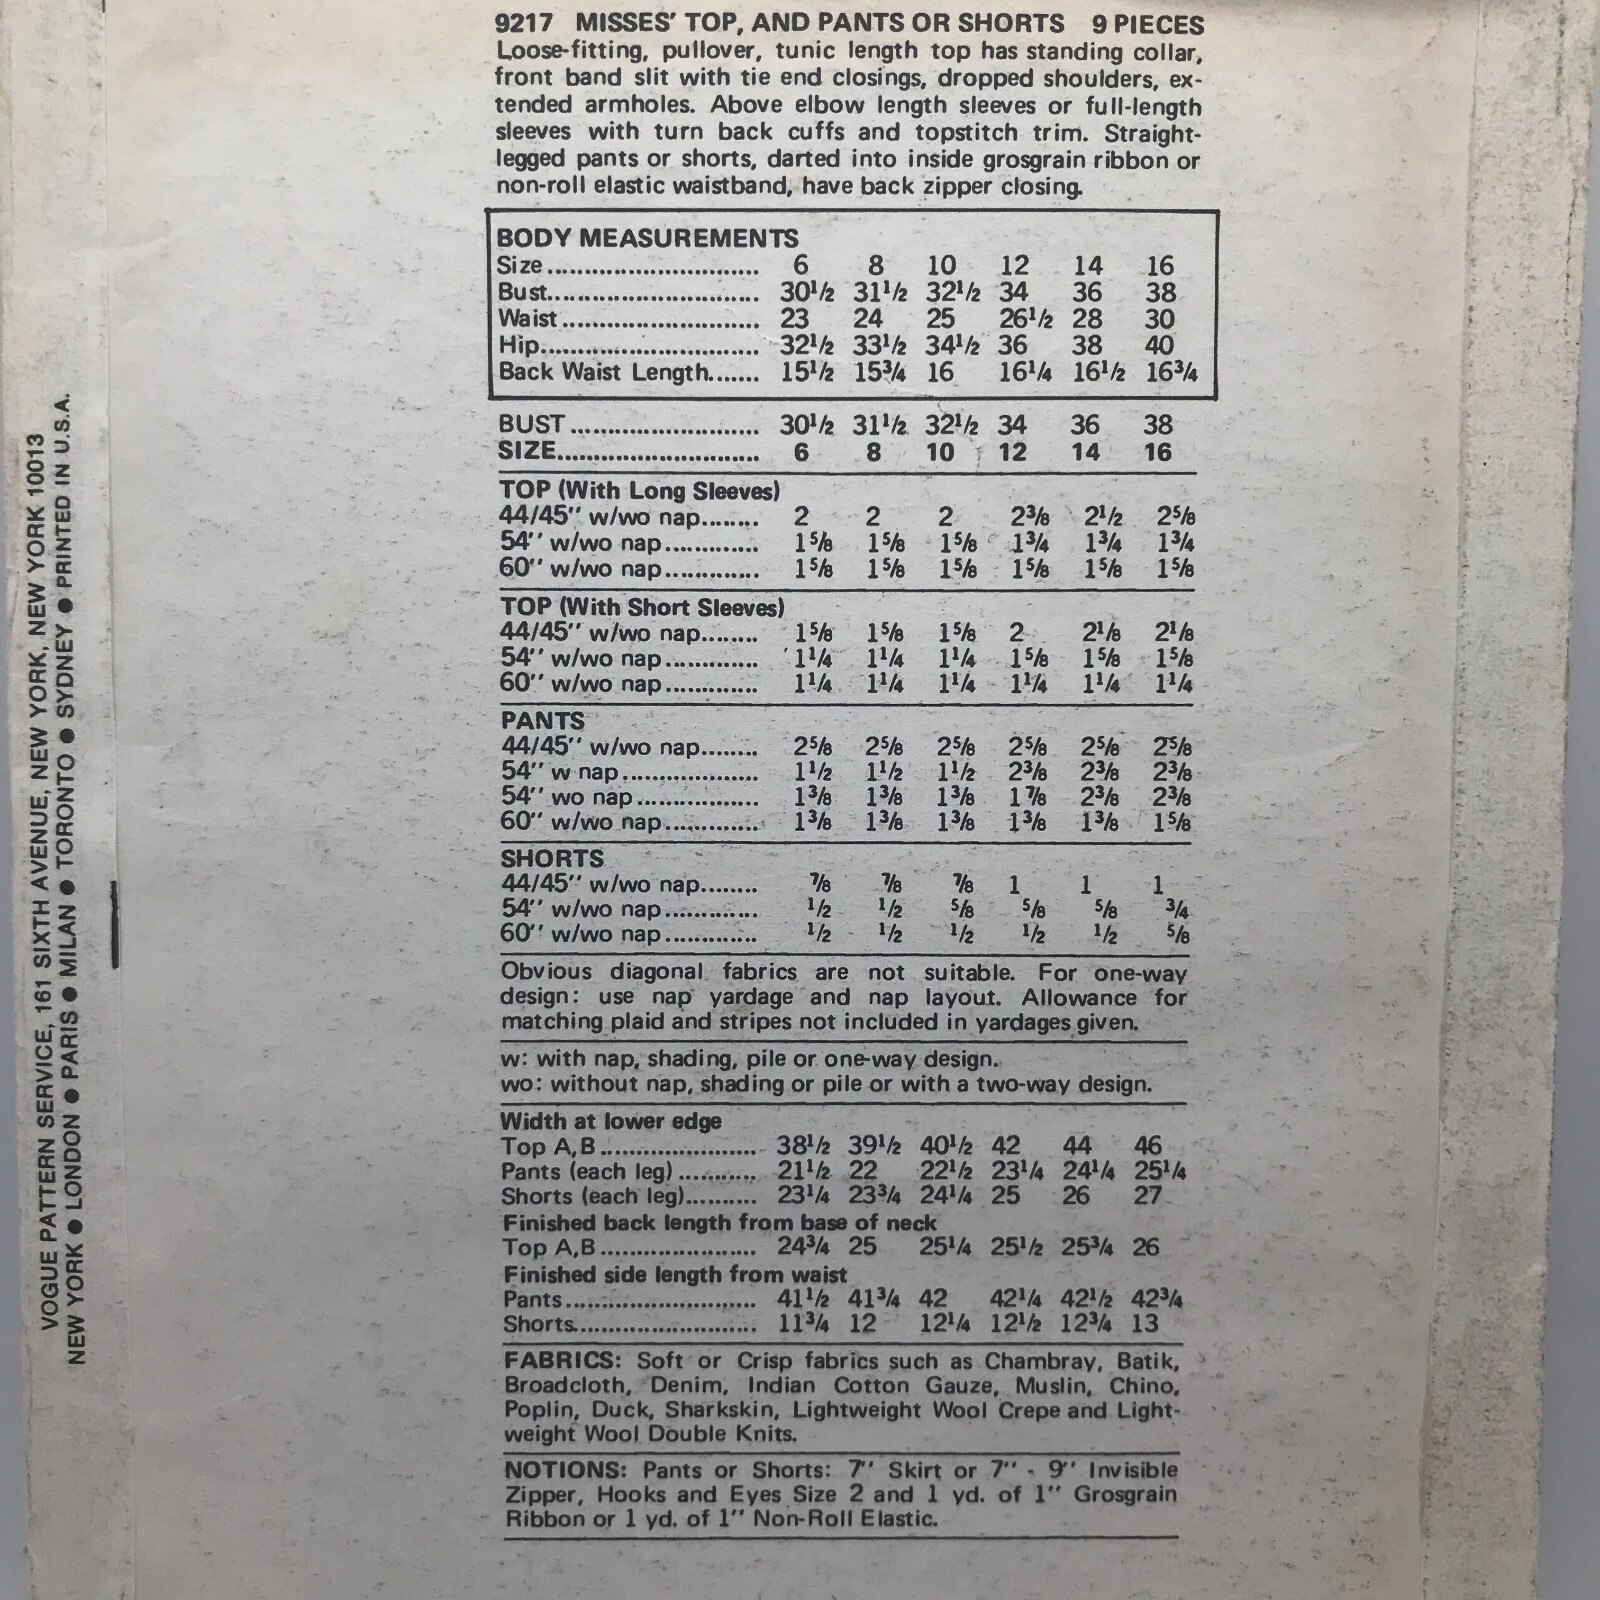 9217 MISSES' TOP, AND PANTS OR SHORTS 9 PIECES
Loose-fitting, pullover, tunic length top has standing collar,
front band slit with tie end closings, dropped shoulders, ex-
tended armholes. Above elbow length sleeves or full-length
sleeves with turn back cuffs and topstitch trim. Straight-
legged pants or shorts, darted into inside grosgrain ribbon or
non-roll elastic waistband, have back zipper closing.
BODY MEASUREMENTS
Size............................ 6 8 10 12 14 16
Bust............................ 30½ 31½ 32½ 34 36 38
Waist.......................... 23 24 25 26½ 28 30
Hip............................. 32½ 33½ 34½ 36 38 40
Back Waist Length....... 15½ 15¾ 16 16¼ 16½ 16¾
BUST ......................... 30½ 31½ 32½ 34 36 38
SIZE........................... 6 8 10 12 14 16
TOP (With Long Sleeves)
44/45'' w/wo nap........ 2 2 2 2⅜ 2½ 2⅝
54'' w/wo nap............. 1⅝ 1⅝ 1⅝ 1¾ 1¾ 1¾
60'' w/wo nap............. 1⅝ 1⅝ 1⅝ 1⅝ 1⅝ 1⅝
TOP (With Short Sleeves)
44/45'' w/wo nap........ 1⅝ 1⅝ 1⅝ 2 2⅛ 2⅛
54'' w/wo nap............. 1¼ 1¼ 1¼ 1⅝ 1⅝ 1⅝
60'' w/wo nap............. 1¼ 1¼ 1¼ 1¼ 1¼ 1¼
PANTS
44/45'' w/wo nap........ 2⅝ 2⅝ 2⅝ 2⅝ 2⅝ 2⅝
54'' w nap................... 1½ 1½ 1½ 2⅜ 2⅜ 2⅜
54'' wo nap................. 1⅜ 1⅜ 1⅜ 1⅞ 2⅜ 2⅜
60'' w/wo nap............. 1⅜ 1⅜ 1⅜ 1⅜ 1⅜ 1⅝
SHORTS
44/45'' w/wo nap........ ⅞ ⅞ ⅞ 1 1 1
54'' w/wo nap............. ½ ½ ⅝ ⅝ ⅝ ¾
60'' w/wo nap............. ½ ½ ½ ½ ½ ⅝
Obvious diagonal fabrics are not suitable. For one-way
design: use nap yardage and nap layout. Allowance for
matching plaid and stripes not included in yardages given.
w: with nap, shading, pile or one-way design.
wo: without nap, shading or pile or with a two-way design.
Width at lower edge
Top A,B...................... 38½ 39½ 40½ 42 44 46
Pants (each leg) ........... 21½ 22 22½ 23¼ 24¼ 25¼
Shorts (each leg).......... 23¼ 23¾ 24¼ 25 26 27
Finished back length from base of neck
Top A,B...................... 24¾ 25 25¼ 25½ 25¾ 26
Finished side length from waist
Pants........................... 41½ 41¾ 42 42¼ 42½ 42¾
Shorts.......................... 11¾ 12 12¼ 12½ 12¾ 13
FABRICS: Soft or Crisp fabrics such as Chambray, Batik,
Broadcloth, Denim, Indian Cotton Gauze, Muslin, Chino,
Poplin, Duck, Sharkskin, Lightweight Wool Crepe and Light-
weight Wool Double Knits.
NOTIONS: Pants or Shorts: 7'' Skirt or 7'' - 9'' Invisible
Zipper, Hooks and Eyes Size 2 and 1 yd. of 1'' Grosgrain
Ribbon or 1 yd. of 1'' Non-Roll Elastic.
VOGUE PATTERN SERVICE, 161 SIXTH AVENUE, NEW YORK, NEW YORK 10013
NEW YORK ● LONDON ● PARIS ● MILAN ● TORONTO ● SYDNEY ● PRINTED IN U.S.A.